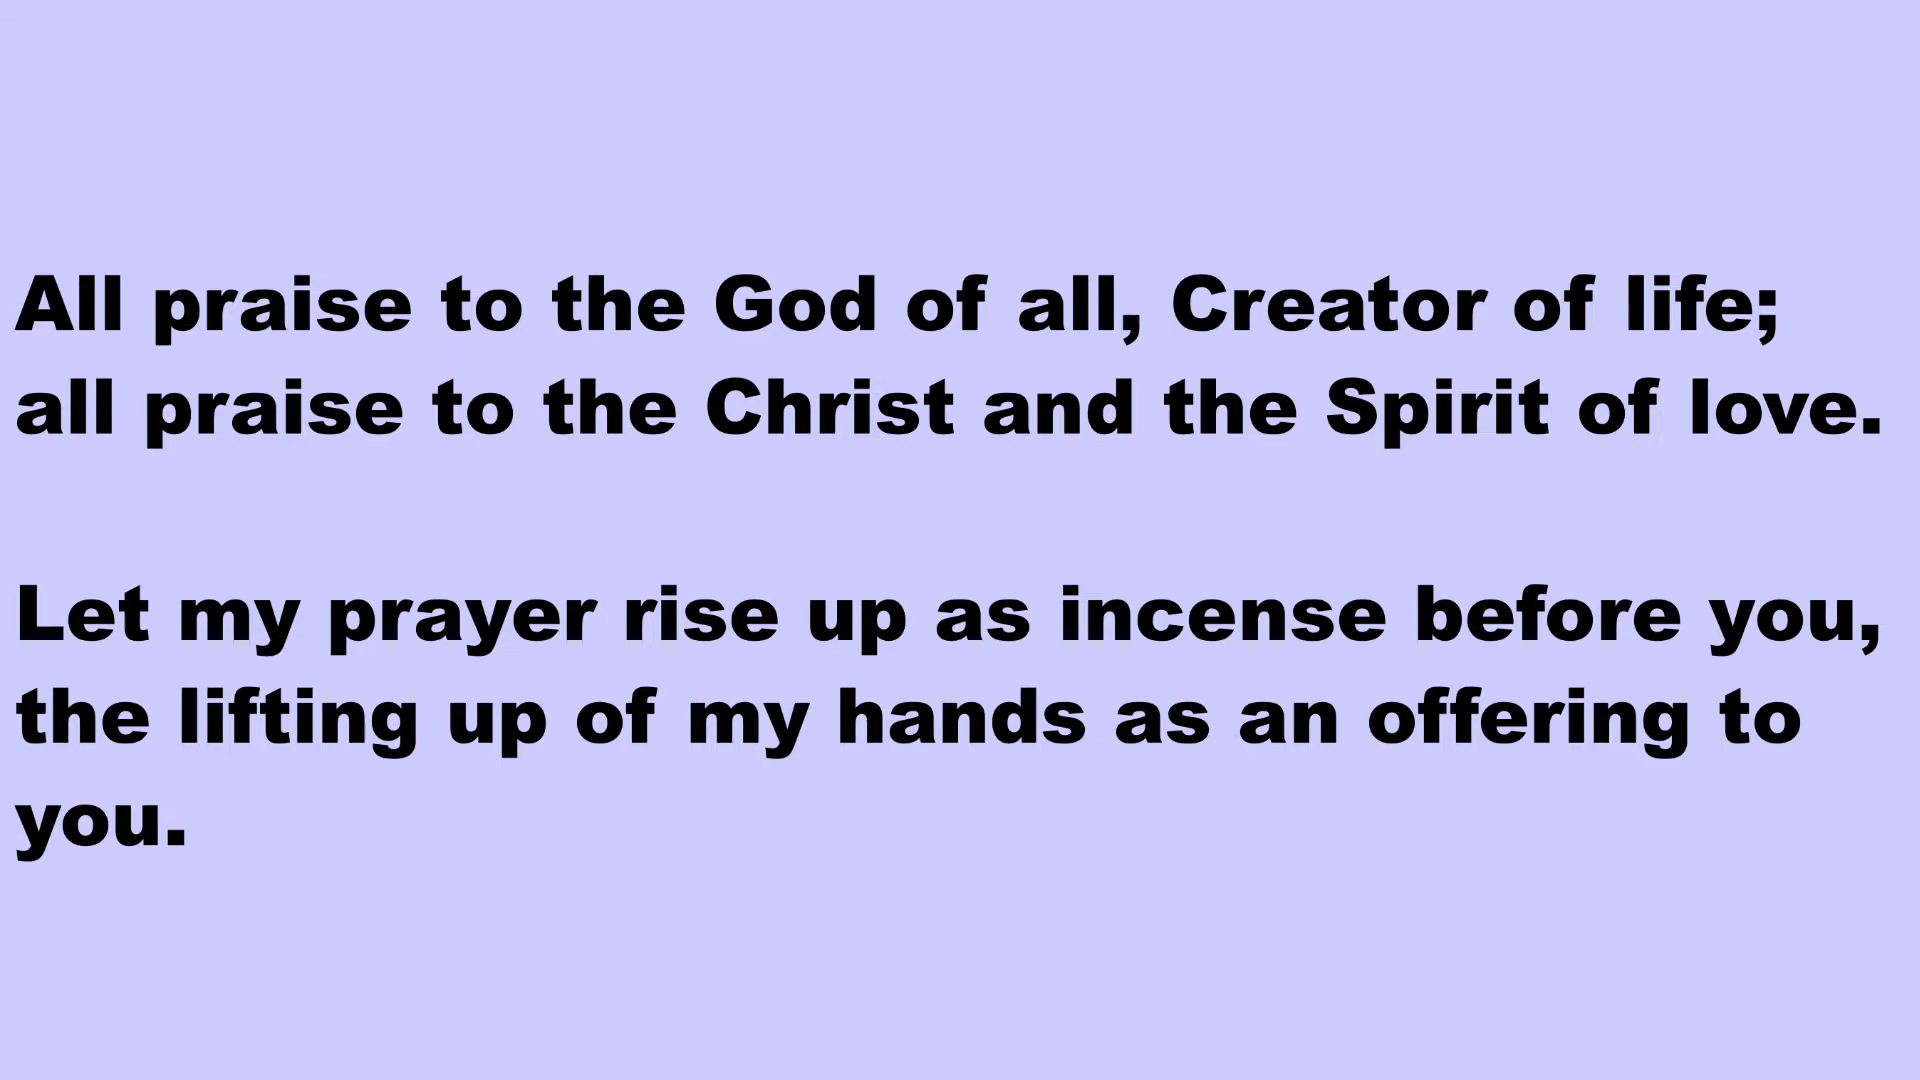 All praise to the God of all, Creator of life;
all praise to the Christ and the Spirit of love.
Let my prayer rise up as incense before you,
the lifting up of my hands as an offering to
you.